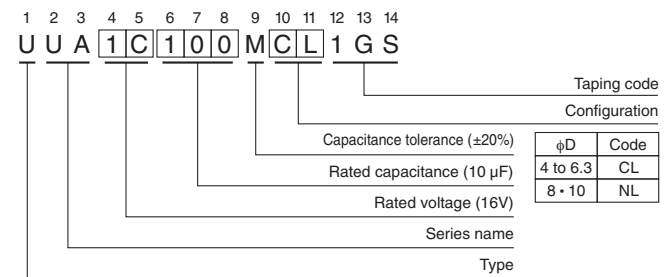 1 2 3 4 5 6 7 8 9 10 11 12 13 14
U U A 1 C 1 0 0 M C L 1 G S
Taping code
Configuration
Capacitance tolerance (±20%)
Rated capacitance (10 µF)
Rated voltage (16V)
Series name
Type
ϕD Code
4 to 6.3 CL
8 • 10 NL